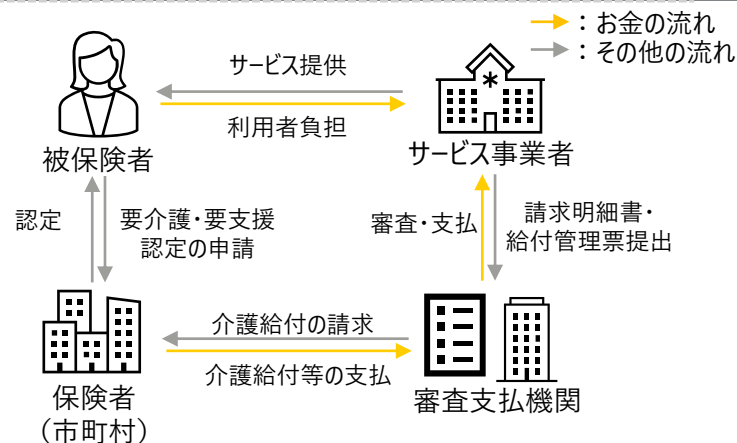 ：お金の流れ
：その他の流れ
サービス提供
利用者負担
被保険者
サービス事業者
認定
要介護・要支援
認定の申請
審査・支払
請求明細書・
給付管理票提出
介護給付の請求
介護給付等の支払
保険者
（市町村）
審査支払機関